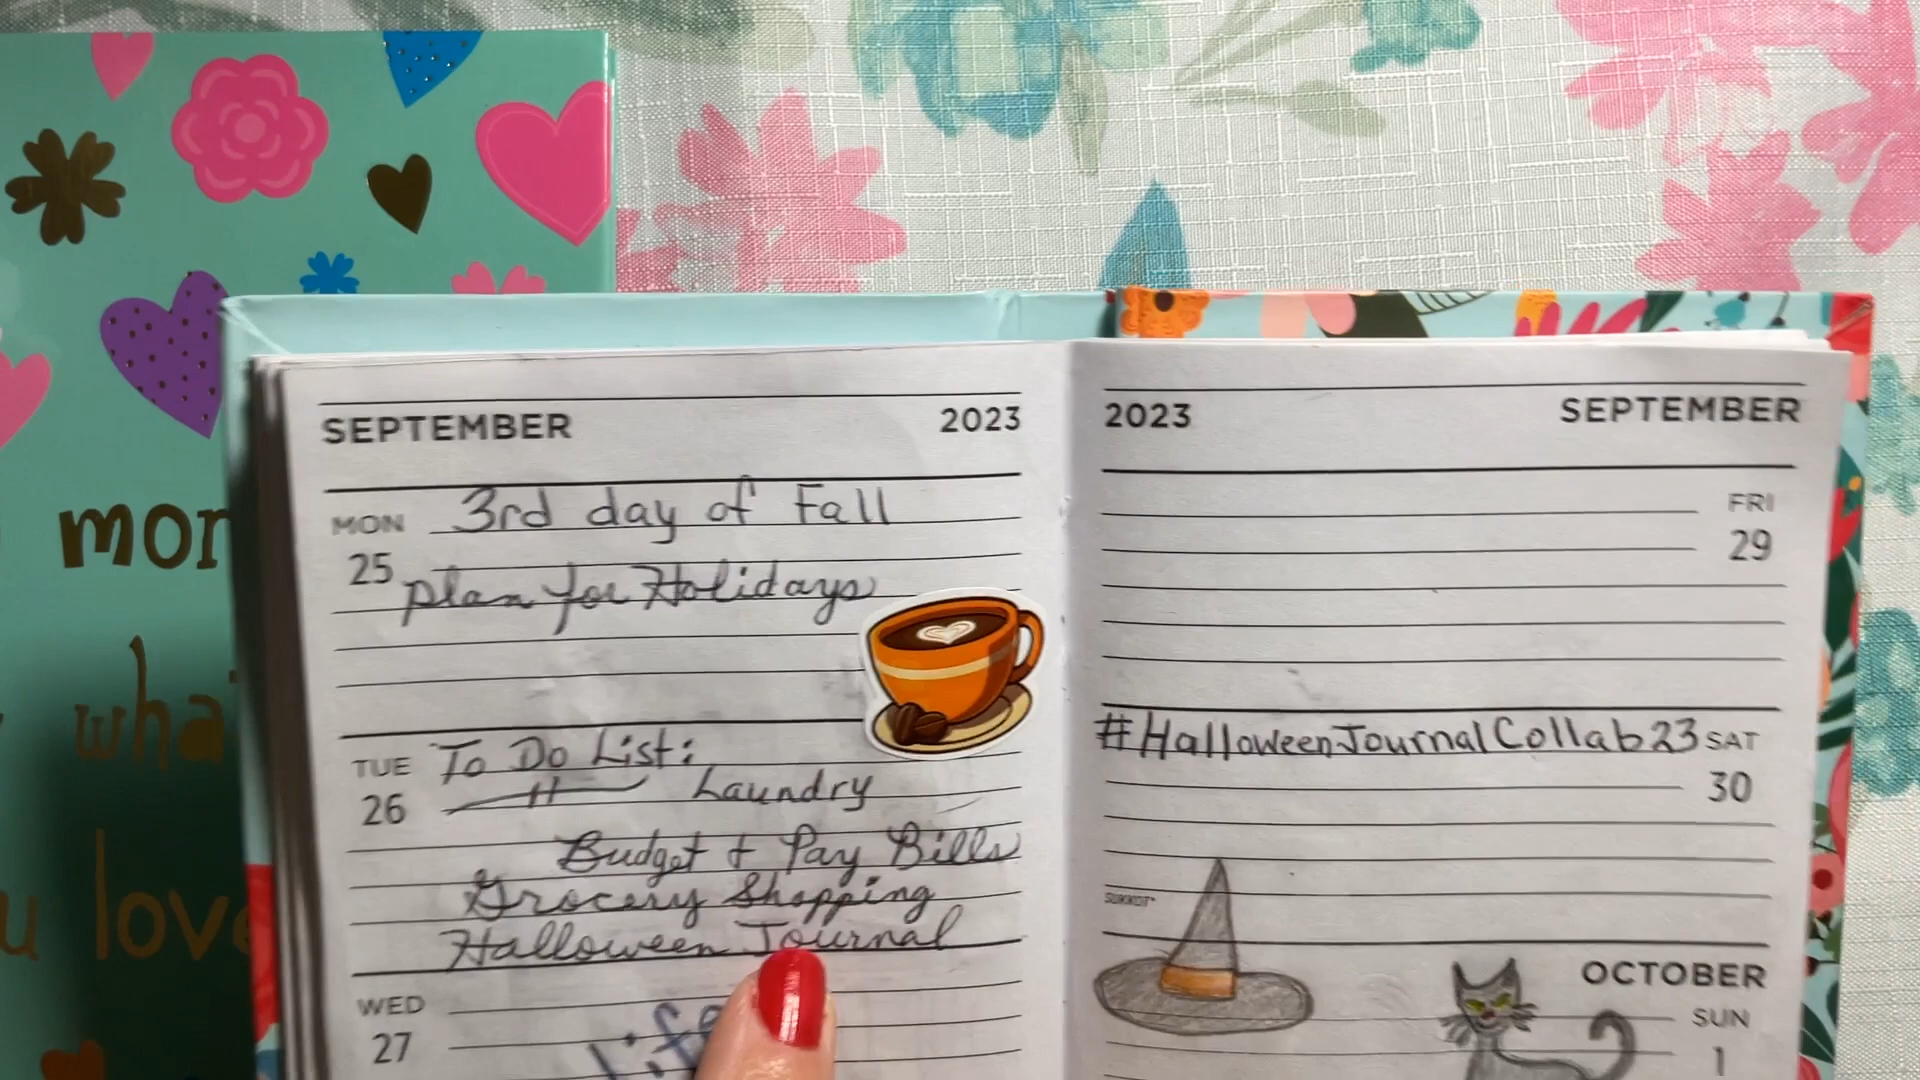 mor
wha
u love
SEPTEMBER 2023
MON 3rd day of Fall
25 plan for Holidays
TUE To Do List:
26 Laundry
Budget + Pay Bills
Grocery Shopping
Halloween Journal
WED
27 Life
2023 SEPTEMBER
FRI
29
#HalloweenJournalCollab23 SAT
30
SUKKOT*
OCTOBER
SUN
1